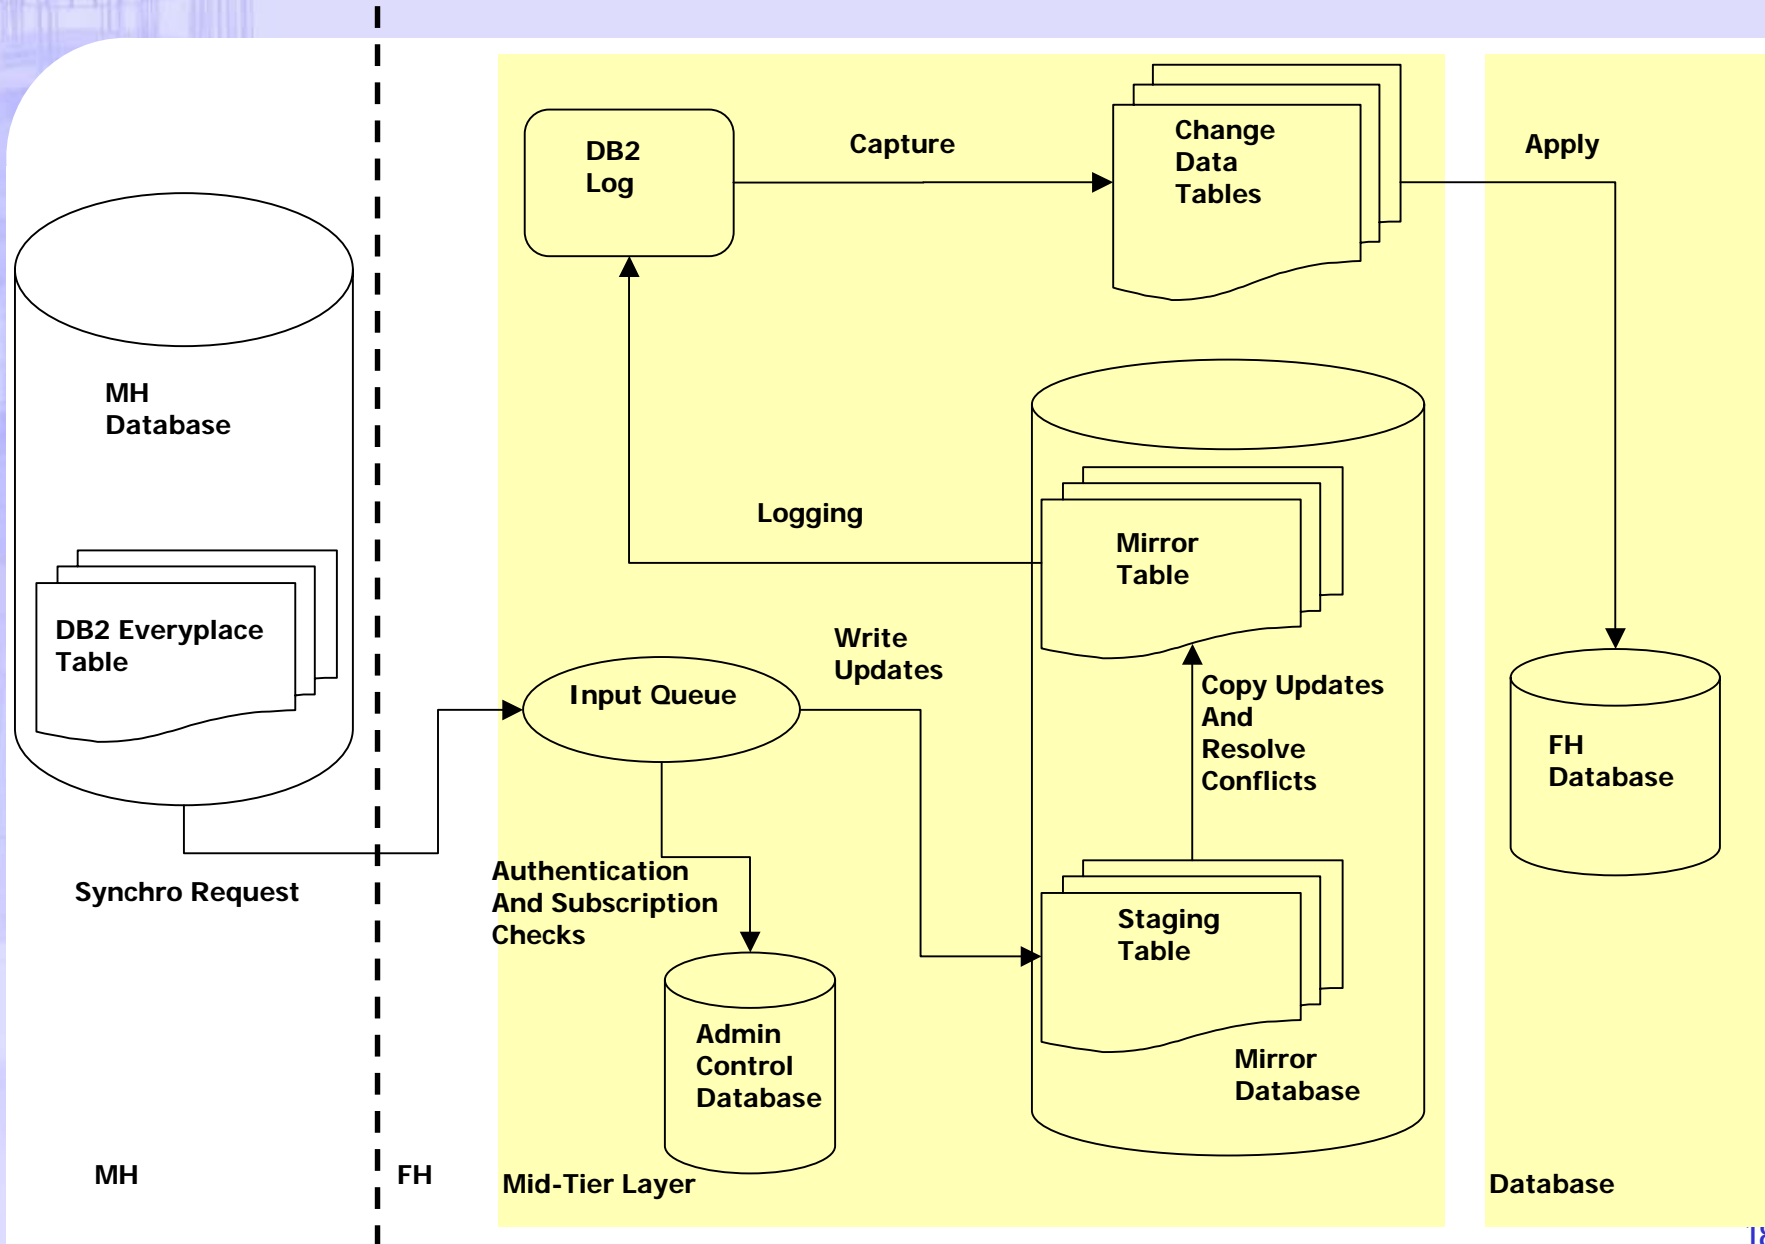 DB2
Log
Capture
Change
Data
Tables
Apply
MH
Database
Logging
Mirror
Table
DB2 Everyplace
Table
Write
Updates
Input Queue
Copy Updates
And
Resolve
Conflicts
FH
Database
Synchro Request
Authentication
And Subscription
Checks
Staging
Table
Admin
Control
Database
Mirror
Database
MH
FH
Mid-Tier Layer
Database